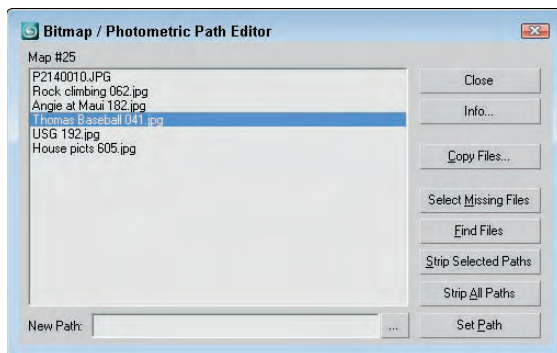 Bitmap / Photometric Path Editor
Map #25
P2140010.JPG
Rock climbing 062.jpg
Angie at Maui 182.jpg
Thomas Baseball 041.jpg
USG 192.jpg
House picts 605.jpg
Close
Info...
Copy Files...
Select Missing Files
Find Files
Strip Selected Paths
Strip All Paths
New Path:
...
Set Path